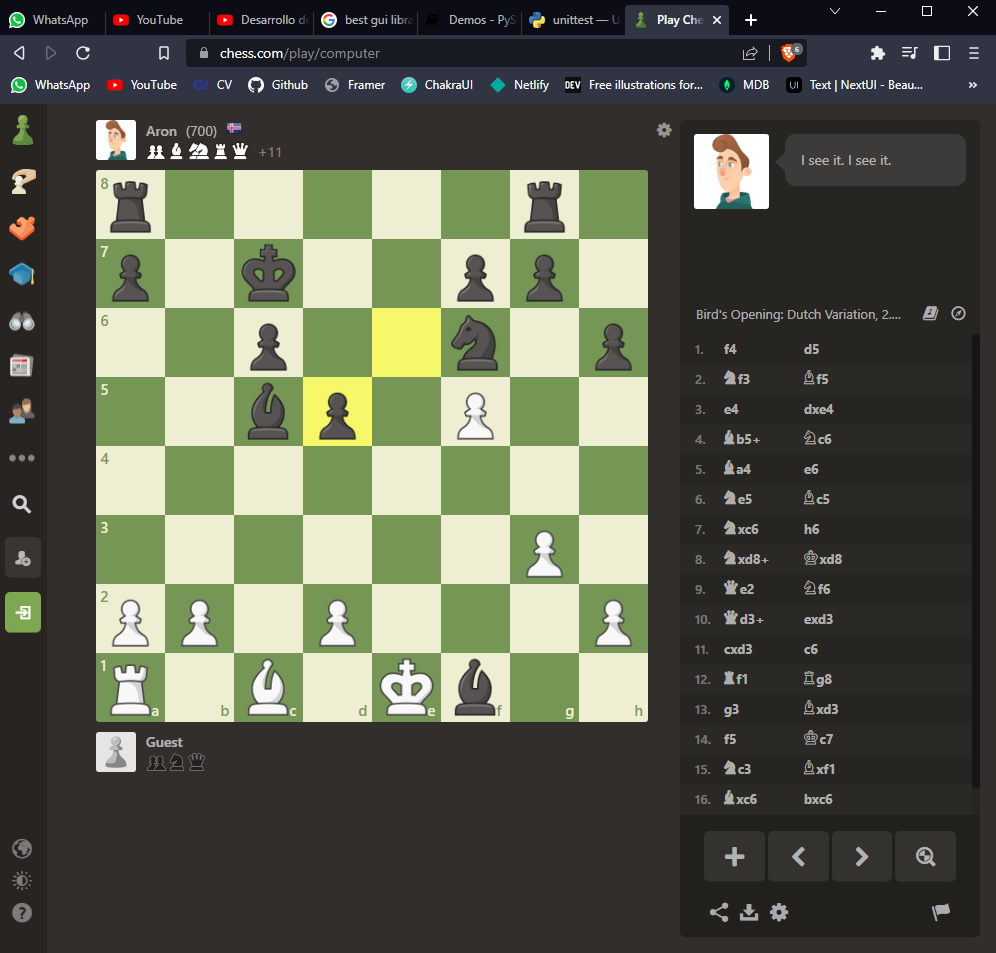 WhatsApp YouTube Desarrollo de best gui libra Demos - PyS unittest — U Play Che
chess.com/play/computer 6
WhatsApp YouTube CV CV Github Framer ChakraUI Netlify DEV Free illustrations for... MDB UI Text | NextUI - Beau... »
Aron (700)
+11
I see it. I see it.
8
7
6
5
4
3
2
1
a b c d e f g h
Guest
Bird's Opening: Dutch Variation, 2....
1. f4 d5
2. f3 f5
3. e4 dxe4
4. b5+ c6
5. a4 e6
6. e5 c5
7. xc6 h6
8. xd8+ xd8
9. e2 f6
10. d3+ exd3
11. cxd3 c6
12. f1 g8
13. g3 xd3
14. f5 c7
15. c3 xf1
16. xc6 bxc6